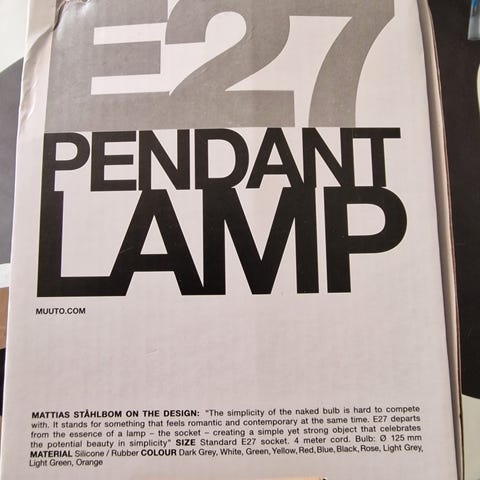 E27
PENDANT
LAMP
MUUTO.COM
MATTIAS STÅHLBOM ON THE DESIGN: "The simplicity of the naked bulb is hard to compete
with. It stands for something that feels romantic and contemporary at the same time. E27 departs
from the essence of a lamp – the socket – creating a simple yet strong object that celebrates
the potential beauty in simplicity" SIZE Standard E27 socket. 4 meter cord. Bulb: Ø 125 mm
MATERIAL Silicone / Rubber COLOUR Dark Grey, White, Green, Yellow, Red, Blue, Black, Rose, Light Grey,
Light Green, Orange